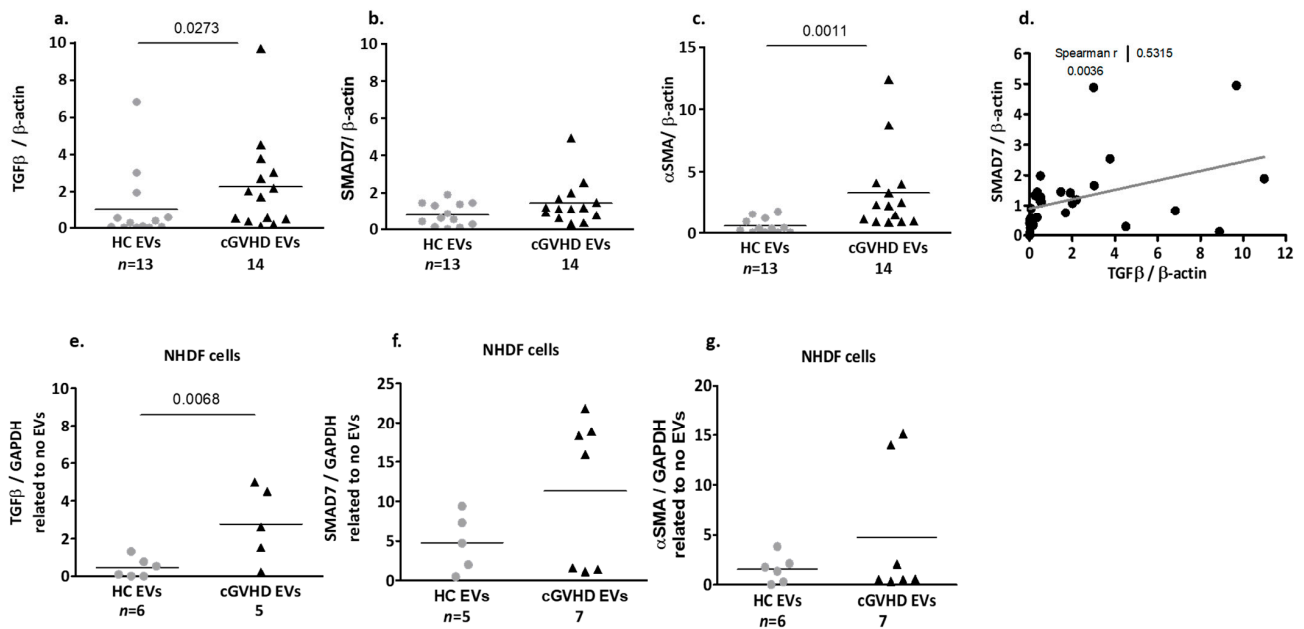 a.
0.0273
TGFβ / β-actin
10
8
6
4
2
0
HC EVs
cGVHD EVs
n=13
14
b.
SMAD7/ β-actin
10
8
6
4
2
0
HC EVs
cGVHD EVs
n=13
14
c.
0.0011
αSMA/ β-actin
15
10
5
0
HC EVs
cGVHD EVs
n=13
14
d.
Spearman r | 0.5315
0.0036
SMAD7 / β-actin
6
5
4
3
2
1
0
0 2 4 6 8 10 12
TGFβ / β-actin
e.
NHDF cells
0.0068
TGFβ / GAPDH
related to no EVs
10
8
6
4
2
0
HC EVs
cGVHD EVs
n=6
5
f.
NHDF cells
SMAD7 / GAPDH
related to no EVs
25
20
15
10
5
0
HC EVs
cGVHD EVs
n=5
7
g.
NHDF cells
αSMA / GAPDH
related to no EVs
20
15
10
5
0
HC EVs
cGVHD EVs
n=6
7